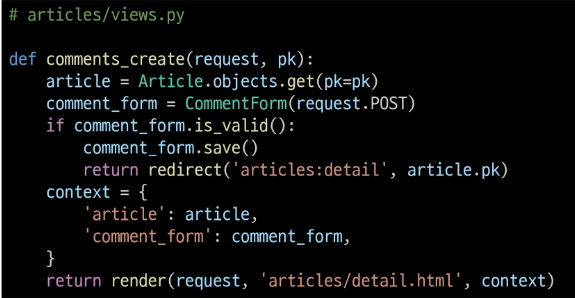 # articles/views.py

def comments_create(request, pk):
    article = Article.objects.get(pk=pk)
    comment_form = CommentForm(request.POST)
    if comment_form.is_valid():
        comment_form.save()
        return redirect('articles:detail', article.pk)
    context = {
        'article': article,
        'comment_form': comment_form,
    }
    return render(request, 'articles/detail.html', context)